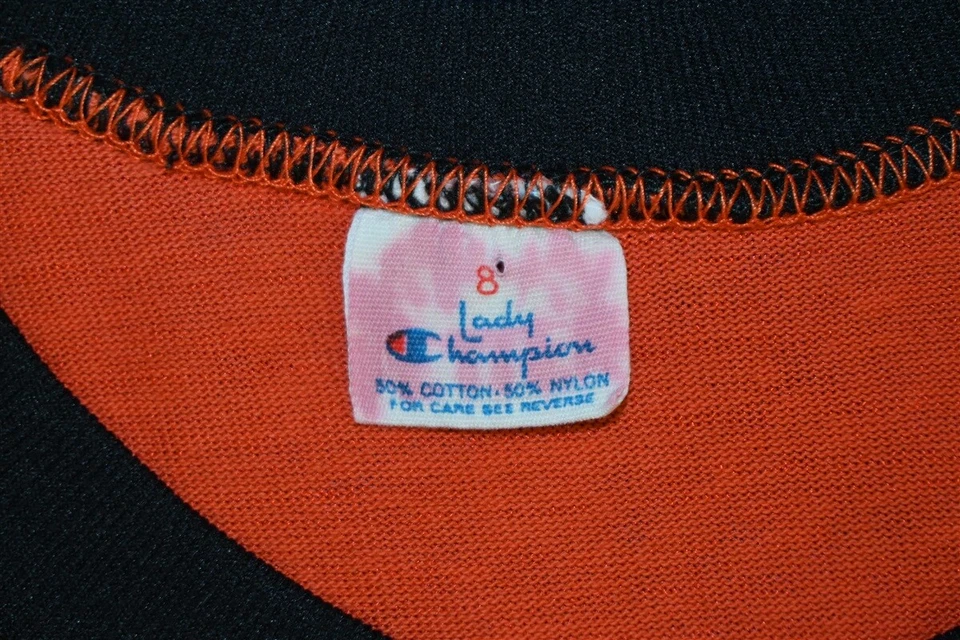 8
Lady
Champion
50% COTTON • 50% NYLON
FOR CARE SEE REVERSE